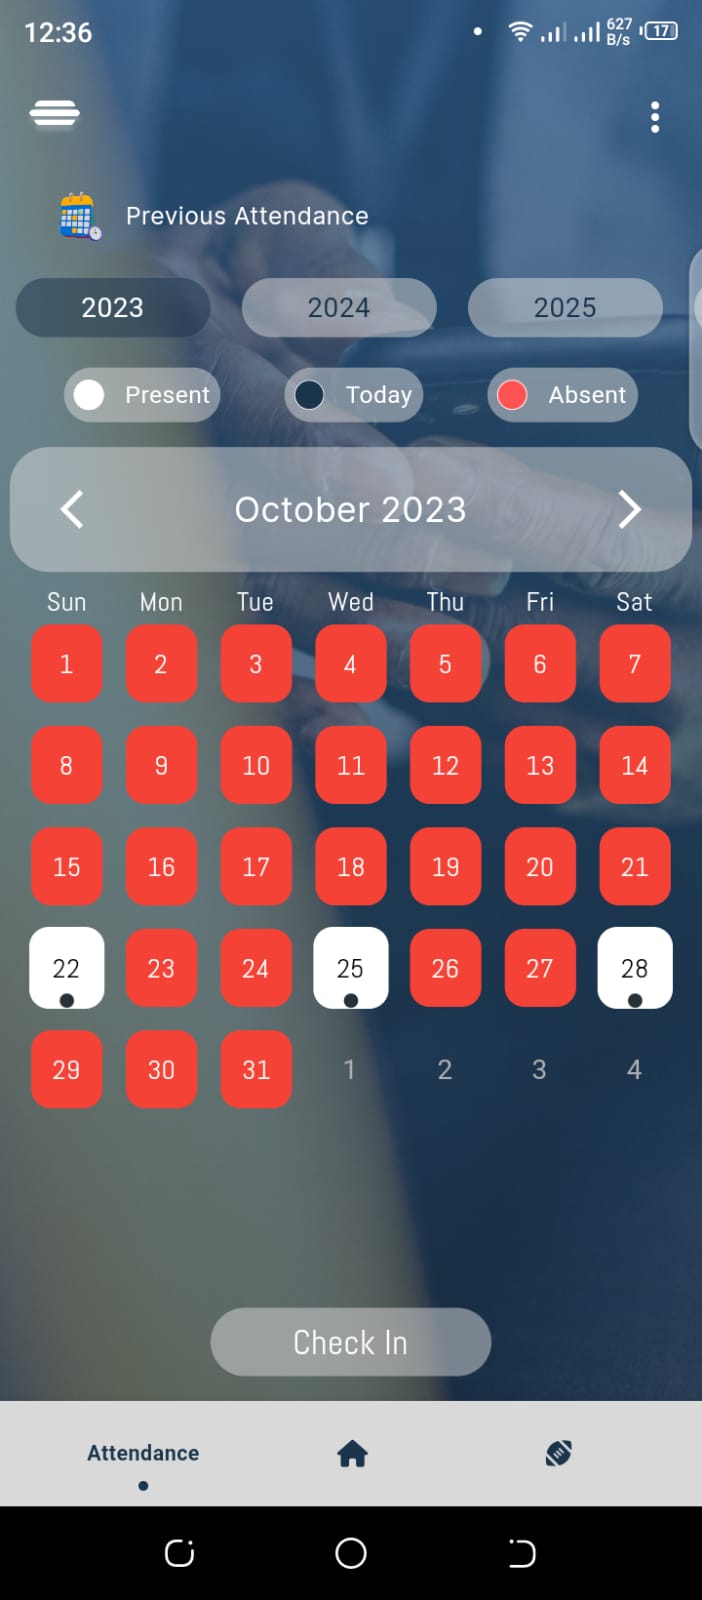 12:36
627
B/s
17
Previous Attendance
2023 2024 2025
Present Today Absent
October 2023
Sun Mon Tue Wed Thu Fri Sat
1 2 3 4 5 6 7
8 9 10 11 12 13 14
15 16 17 18 19 20 21
22 23 24 25 26 27 28
29 30 31 1 2 3 4
Check In
Attendance